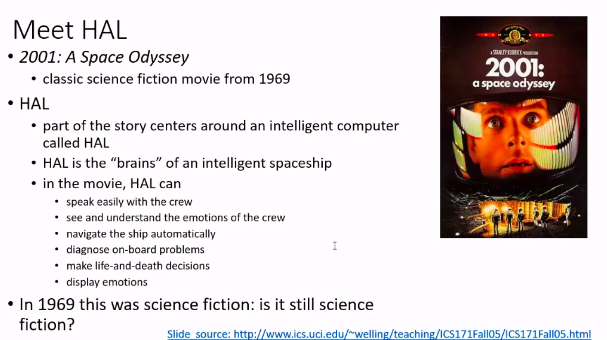 Meet HAL
• 2001: A Space Odyssey
• classic science fiction movie from 1969
• HAL
• part of the story centers around an intelligent computer
called HAL
• HAL is the “brains” of an intelligent spaceship
• in the movie, HAL can
• speak easily with the crew
• see and understand the emotions of the crew
• navigate the ship automatically
• diagnose on-board problems
• make life-and-death decisions
• display emotions
• In 1969 this was science fiction: is it still science
fiction?
Slide source: http://www.ics.uci.edu/~welling/teaching/ICS171Fall05/ICS171Fall05.html
A STANLEY KUBRICK PRODUCTION
2001:
a space odyssey